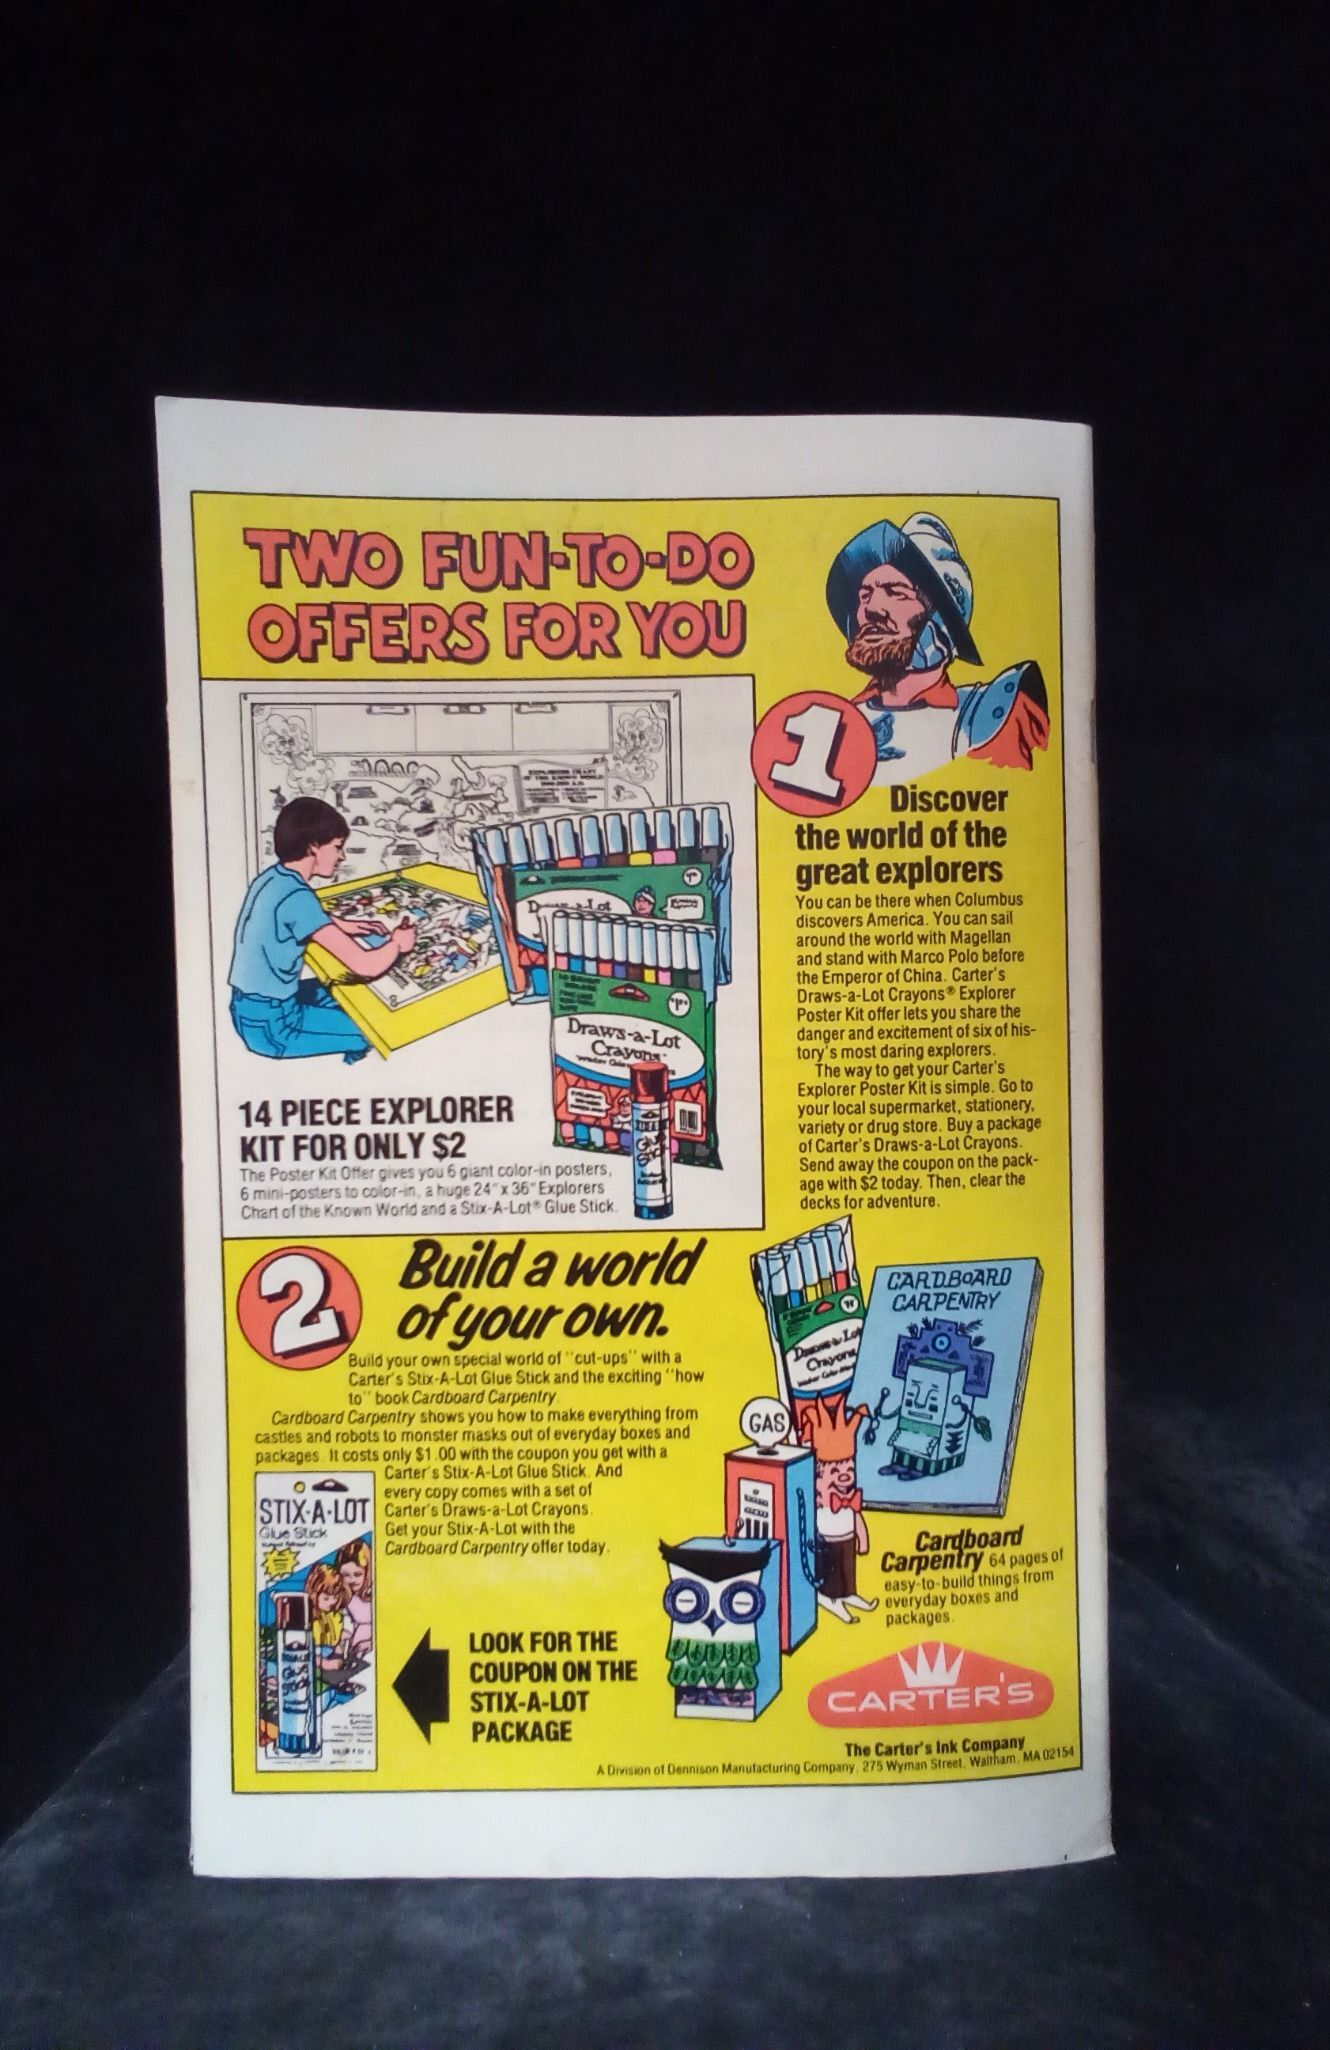 TWO FUN-TO-DO
OFFERS FOR YOU
1
Discover
the world of the
great explorers
You can be there when Columbus
discovers America. You can sail
around the world with Magellan
and stand with Marco Polo before
the Emperor of China. Carter's
Draws-a-Lot Crayons® Explorer
Poster Kit offer lets you share the
danger and excitement of six of his-
tory's most daring explorers.
The way to get your Carter's
Explorer Poster Kit is simple. Go to
your local supermarket, stationery,
variety or drug store. Buy a package
of Carter's Draws-a-Lot Crayons.
Send away the coupon on the pack-
age with $2 today. Then, clear the
decks for adventure.
Draws-a-Lot
Crayons
Glue
Stick
14 PIECE EXPLORER
KIT FOR ONLY $2
The Poster Kit Offer gives you 6 giant color-in posters,
6 mini-posters to color-in, a huge 24" x 36" Explorers
Chart of the Known World and a Stix-A-Lot® Glue Stick.
2
Build a world
of your own.
Build your own special world of "cut-ups" with a
Carter's Stix-A-Lot Glue Stick and the exciting "how
to" book Cardboard Carpentry.
Cardboard Carpentry shows you how to make everything from
castles and robots to monster masks out of everyday boxes and
packages. It costs only $1.00 with the coupon you get with a
Carter's Stix-A-Lot Glue Stick. And
every copy comes with a set of
Carter's Draws-a-Lot Crayons.
Get your Stix-A-Lot with the
Cardboard Carpentry offer today.
STIX-A-LOT
Glue Stick
Glue
Stick
LOOK FOR THE
COUPON ON THE
STIX-A-LOT
PACKAGE
Draws-a-Lot
Crayons
CARDBOARD
CARPENTRY
GAS
Cardboard
Carpentry 64 pages of
easy-to-build things from
everyday boxes and
packages.
CARTER'S
The Carter's Ink Company
A Division of Dennison Manufacturing Company, 275 Wyman Street, Waltham, MA 02154